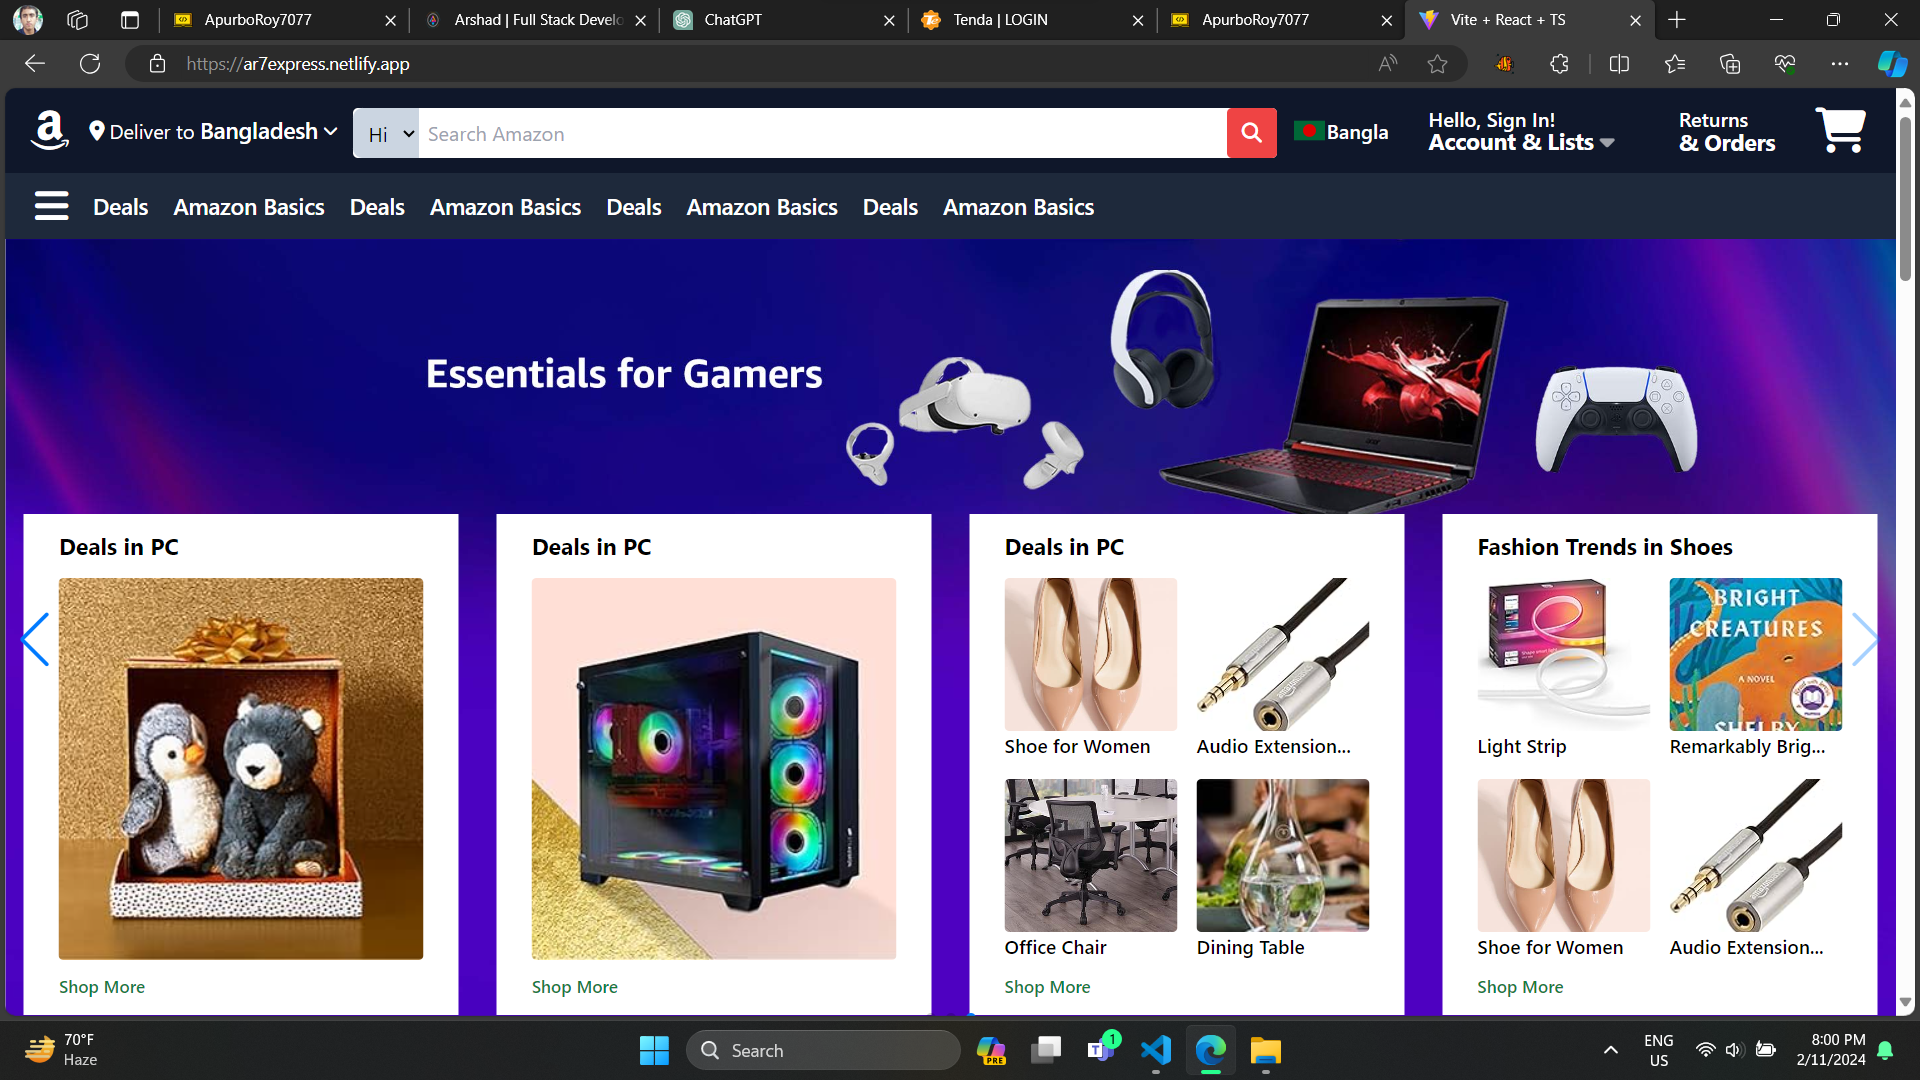 ApurboRoy7077
Arshad | Full Stack Develo
ChatGPT
Tenda | LOGIN
ApurboRoy7077
Vite + React + TS
https://ar7express.netlify.app
Deliver to Bangladesh
Hi
Search Amazon
Bangla
Hello, Sign In!
Account & Lists
Returns
& Orders
Deals Amazon Basics Deals Amazon Basics Deals Amazon Basics Deals Amazon Basics
Essentials for Gamers
Deals in PC
Shop More
Deals in PC
Shop More
Deals in PC
Shoe for Women
Audio Extension...
Office Chair
Dining Table
Shop More
Fashion Trends in Shoes
BRIGHT
CREATURES
A NOVEL
SHELBY
Light Strip
Remarkably Brig...
Shoe for Women
Audio Extension...
Shop More
70°F
Haze
Search
PRE
1
ENG
US
8:00 PM
2/11/2024